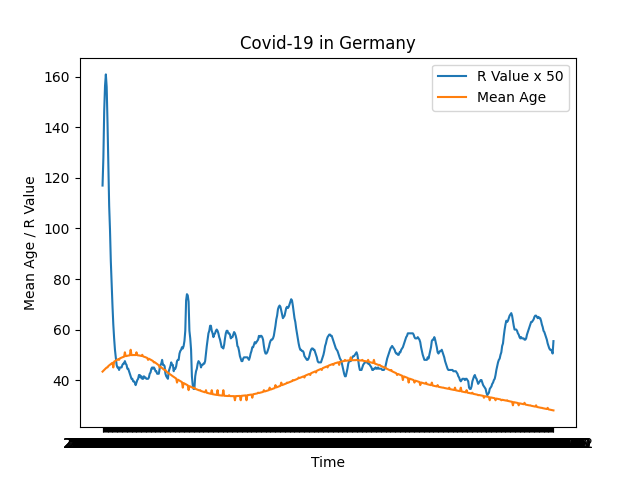 Covid-19 in Germany
R Value x 50
Mean Age
Mean Age / R Value
160
140
120
100
80
60
40
Time